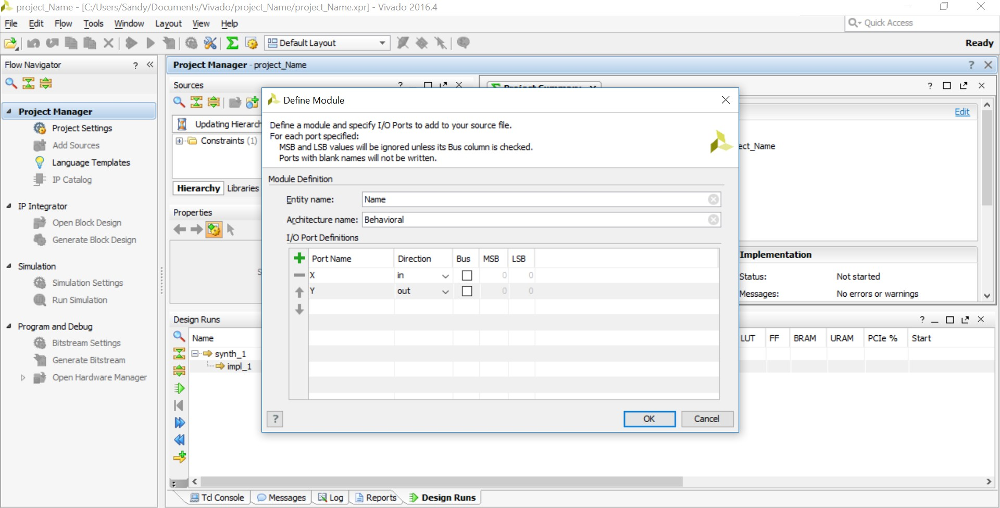 project_Name - [C:/Users/Sandy/Documents/Vivado/project_Name/project_Name.xpr] - Vivado 2016.4
File Edit Flow Tools Window Layout View Help
Quick Access
Default Layout
Ready
Flow Navigator ? «
Project Manager
Project Settings
Add Sources
Language Templates
IP Catalog
IP Integrator
Open Block Design
Generate Block Design
Simulation
Simulation Settings
Run Simulation
Program and Debug
Bitstream Settings
Generate Bitstream
Open Hardware Manager
Project Manager - project_Name
?
Sources
?
Updating Hierarch
Constraints (1)
Hierarchy Libraries
Properties
S
Project Summary
?
Edit
ect_Name
Implementation
Status: Not started
Messages: No errors or warnings
Define Module
Define a module and specify I/O Ports to add to your source file.
For each port specified:
MSB and LSB values will be ignored unless its Bus column is checked.
Ports with blank names will not be written.
Module Definition
Entity name: Name
Architecture name: Behavioral
I/O Port Definitions
Port Name Direction Bus MSB LSB
X in 0 0
Y out 0 0
?
OK Cancel
Design Runs
?
Name LUT FF BRAM URAM PCIe % Start
synth_1
impl_1
Tcl Console Messages Log Reports Design Runs